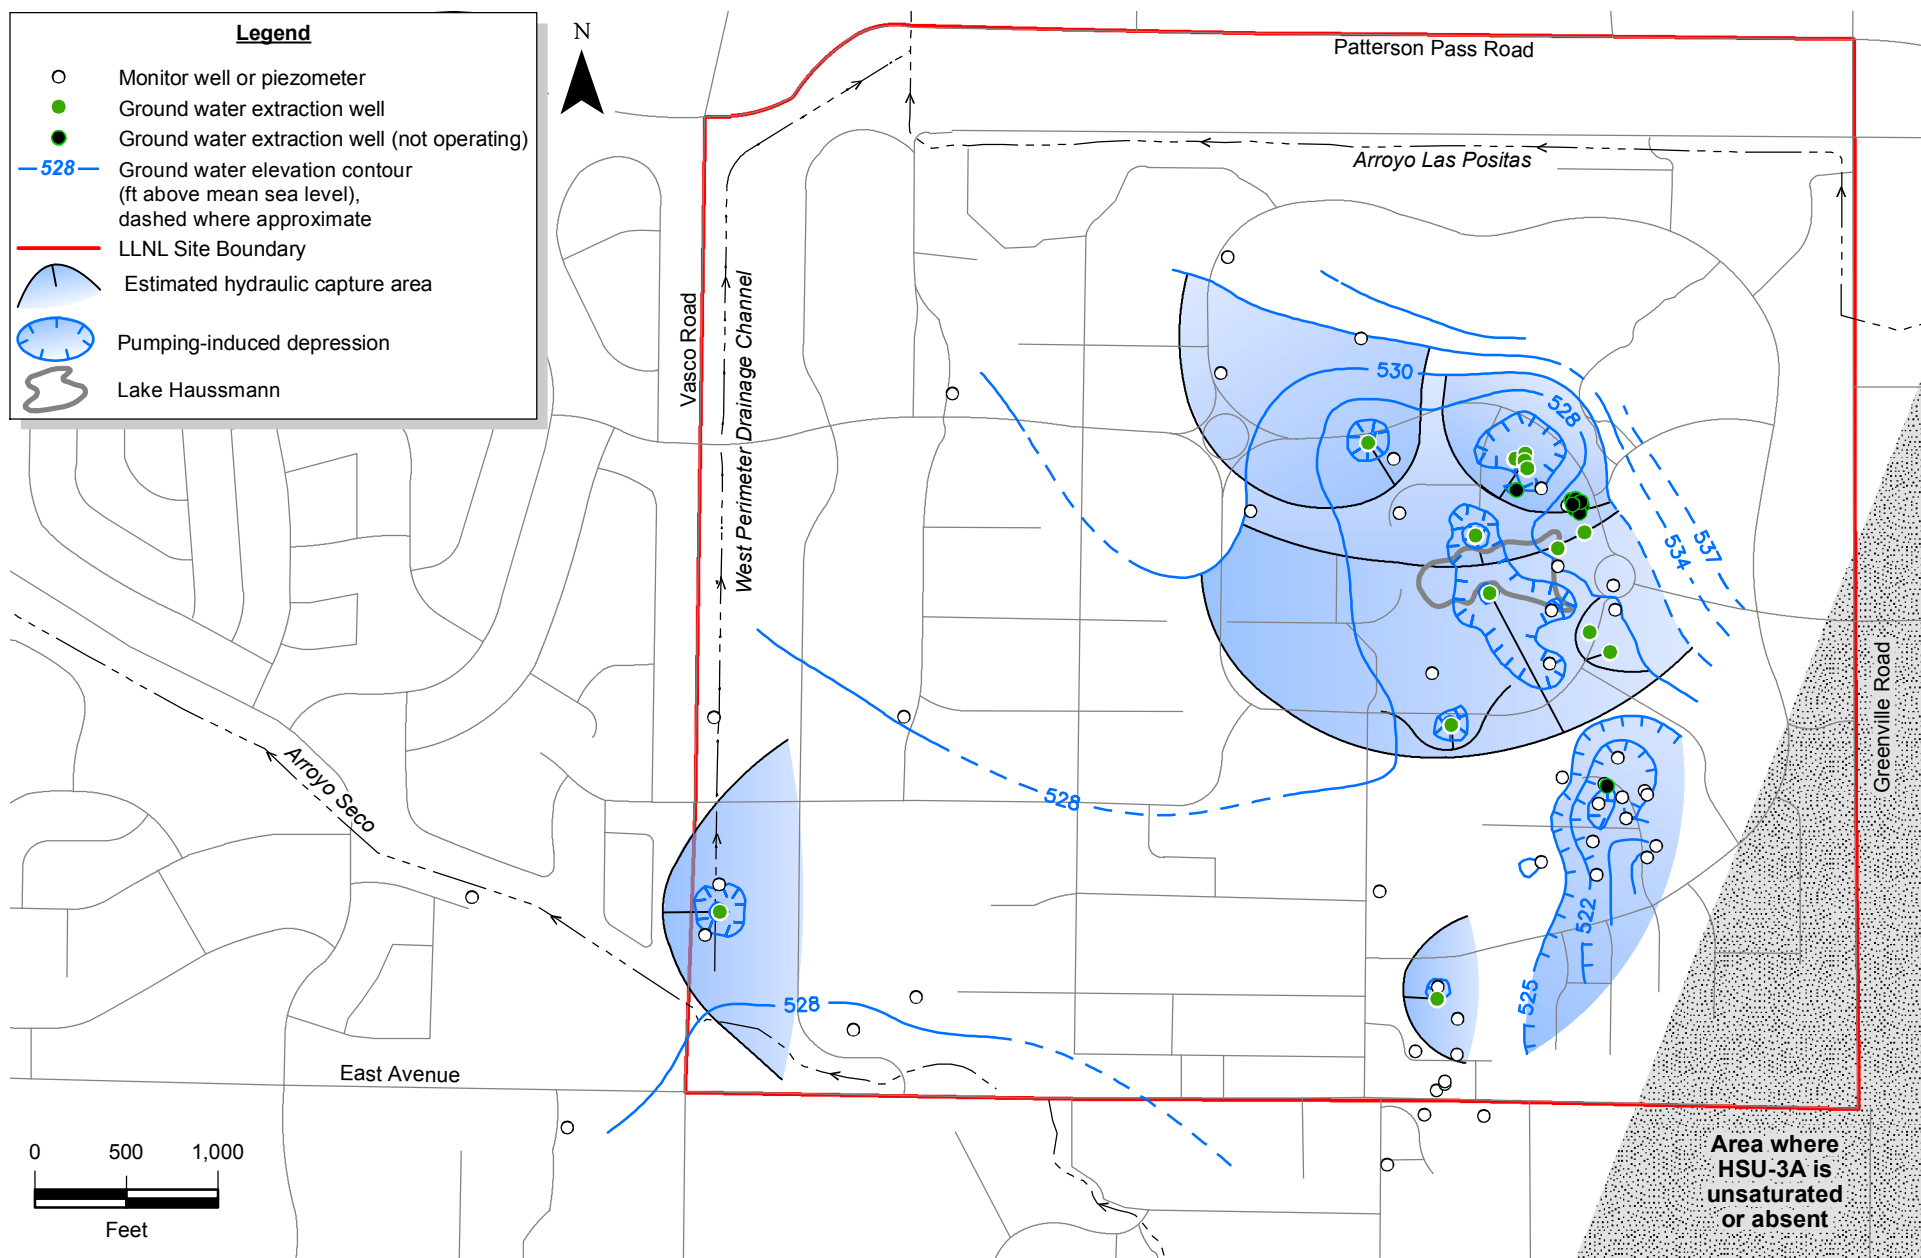 Legend
Monitor well or piezometer
Ground water extraction well
Ground water extraction well (not operating)
528
Ground water elevation contour
(ft above mean sea level),
dashed where approximate
LLNL Site Boundary
Estimated hydraulic capture area
Pumping-induced depression
Lake Haussmann
N
Patterson Pass Road
Arroyo Las Positas
Vasco Road
West Perimeter Drainage Channel
530
528
537
534
Greenville Road
Arroyo Seco
528
522
525
528
East Avenue
0 500 1,000
Feet
Area where
HSU-3A is
unsaturated
or absent